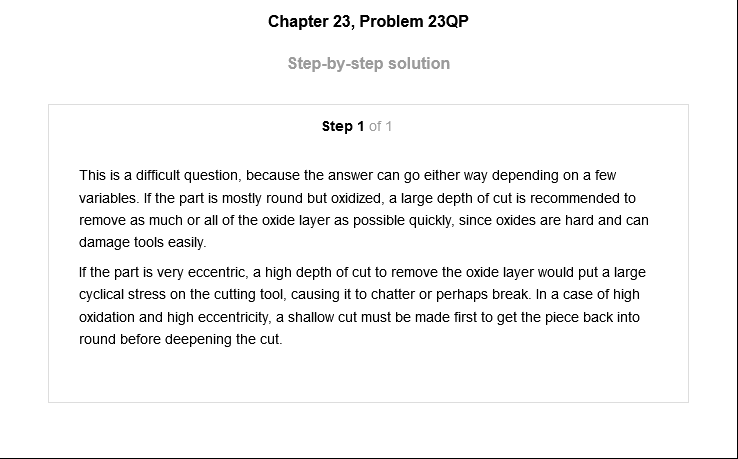 Chapter 23, Problem 23QP
Step-by-step solution
Step 1 of 1
This is a difficult question, because the answer can go either way depending on a few
variables. If the part is mostly round but oxidized, a large depth of cut is recommended to
remove as much or all of the oxide layer as possible quickly, since oxides are hard and can
damage tools easily.
If the part is very eccentric, a high depth of cut to remove the oxide layer would put a large
cyclical stress on the cutting tool, causing it to chatter or perhaps break. In a case of high
oxidation and high eccentricity, a shallow cut must be made first to get the piece back into
round before deepening the cut.